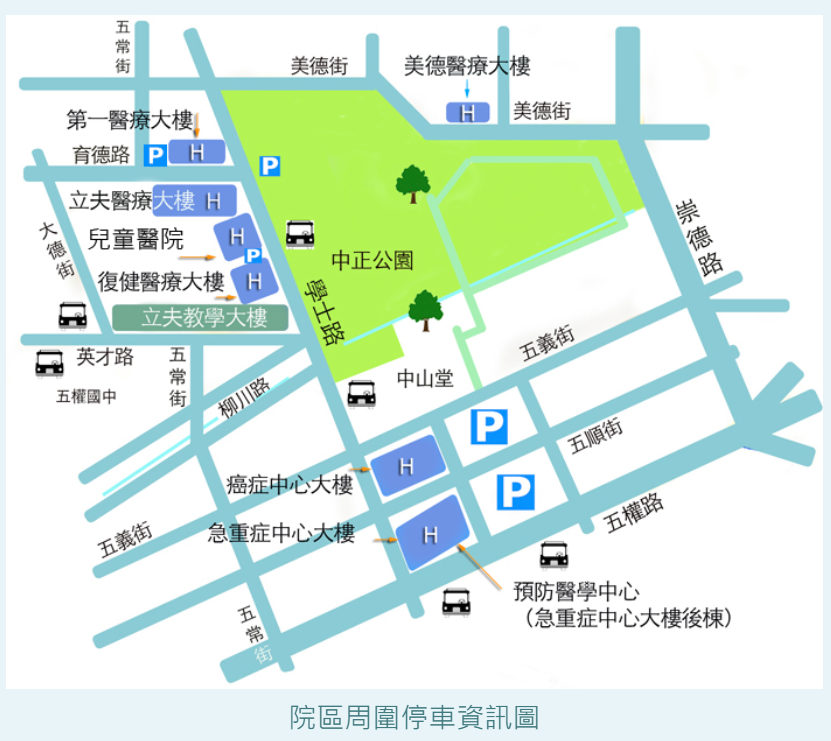 五常街
美德街
美德醫療大樓
H
美德街
第一醫療大樓
育德路
P
H
P
立夫醫療大樓 H
大德街
兒童醫院
H
P
中正公園
崇德路
復健醫療大樓
H
學士路
立夫教學大樓
英才路
五常街
五權國中
柳川路
中山堂
五義街
P
五順街
H
癌症中心大樓
P
五權路
五義街
急重症中心大樓
H
預防醫學中心
(急重症中心大樓後棟)
五常街
院區周圍停車資訊圖